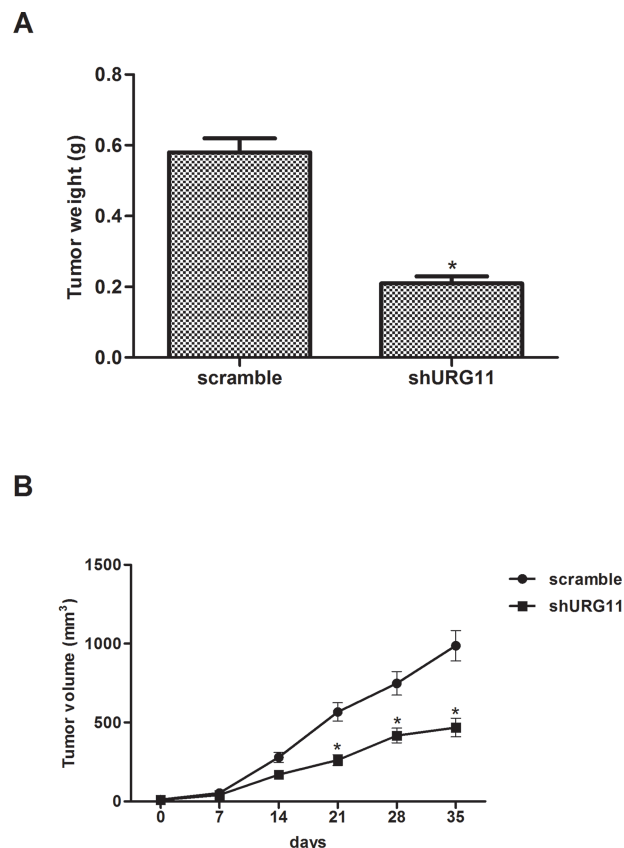 A
Tumor weight (g)
0.8
0.6
0.4
0.2
0.0
*
scramble shURG11
B
Tumor volume (mm³)
1500
1000
500
0
* * *
0 7 14 21 28 35
days
scramble
shURG11